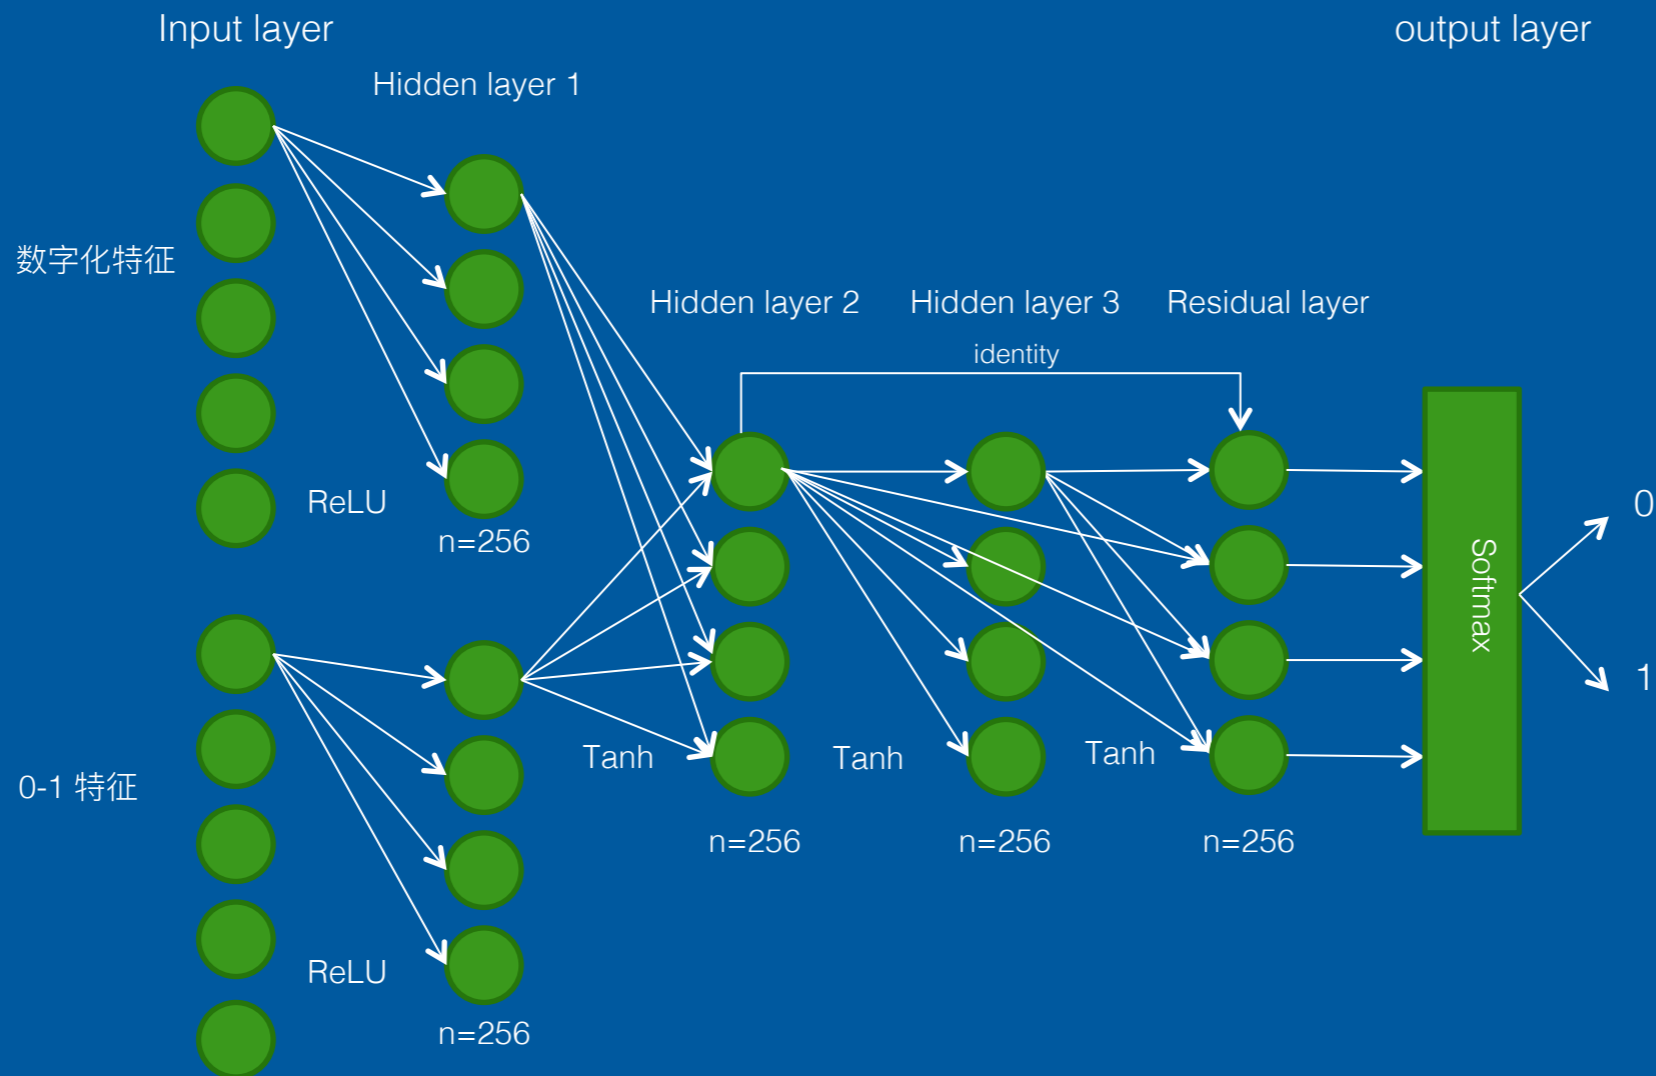 Input layer
output layer
Hidden layer 1
数字化特征
Hidden layer 2
Hidden layer 3
Residual layer
identity
ReLU
n=256
Softmax
0
1
Tanh
Tanh
Tanh
0-1 特征
n=256
n=256
n=256
ReLU
n=256